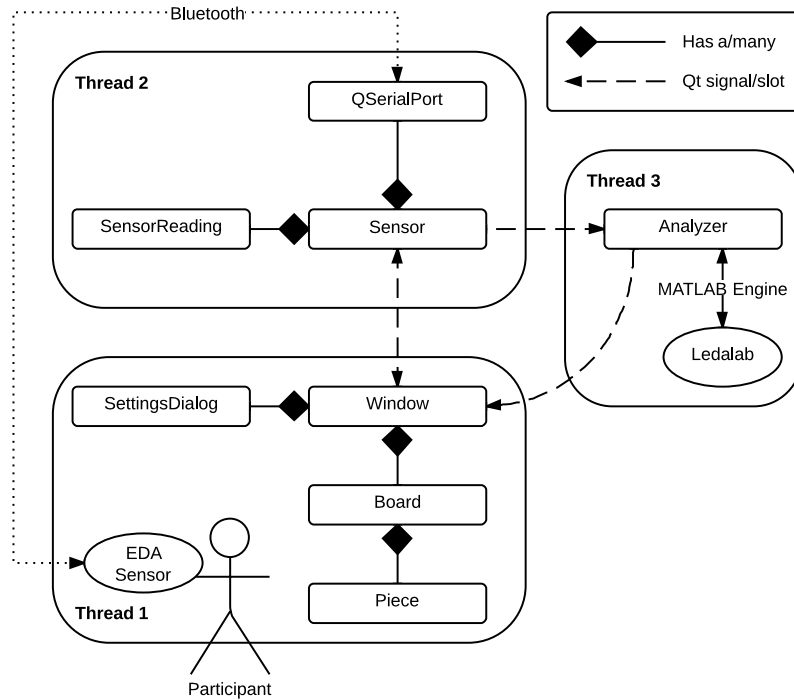 Bluetooth
Has a/many
Qt signal/slot
Thread 2
QSerialPort
SensorReading
Sensor
Thread 3
Analyzer
MATLAB Engine
Ledalab
SettingsDialog
Window
Board
Piece
EDA
Sensor
Thread 1
Participant